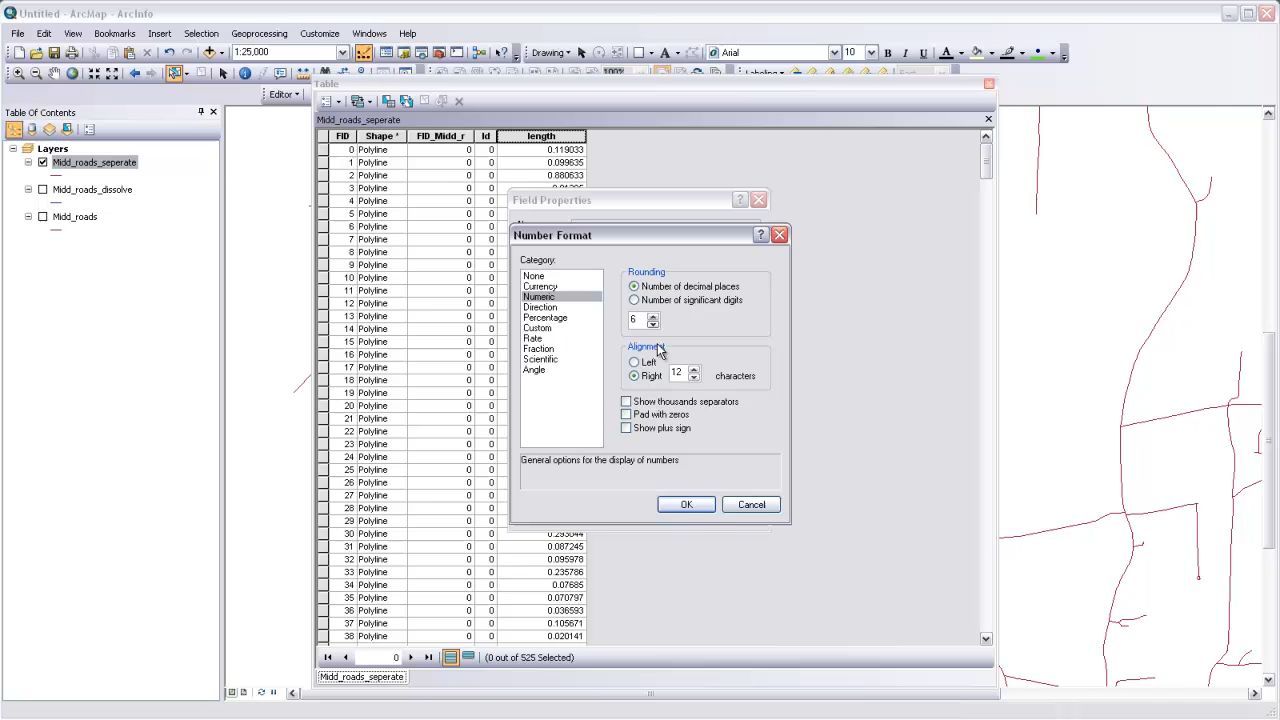 Untitled - ArcMap - ArcInfo
File Edit View Bookmarks Insert Selection Geoprocessing Customize Windows Help
1:25,000 Drawing Arial 10 B I U A
100% Labeling
Editor
Table Of Contents
Layers
Midd_roads_seperate
Midd_roads_dissolve
Midd_roads
Table
Midd_roads_seperate
FID Shape * FID_Midd_r Id length
0 Polyline 0 0 0.119033
1 Polyline 0 0 0.099635
2 Polyline 0 0 0.880633
3 Polyline 0 0
4 Polyline 0 0
5 Polyline 0 0
6 Polyline 0 0
7 Polyline 0 0
8 Polyline 0 0
9 Polyline 0 0
10 Polyline 0 0
11 Polyline 0 0
12 Polyline 0 0
13 Polyline 0 0
14 Polyline 0 0
15 Polyline 0 0
16 Polyline 0 0
17 Polyline 0 0
18 Polyline 0 0
19 Polyline 0 0
20 Polyline 0 0
21 Polyline 0 0
22 Polyline 0 0
23 Polyline 0 0
24 Polyline 0 0
25 Polyline 0 0
26 Polyline 0 0
27 Polyline 0 0
28 Polyline 0 0
29 Polyline 0 0
30 Polyline 0 0 0.293044
31 Polyline 0 0 0.087245
32 Polyline 0 0 0.095978
33 Polyline 0 0 0.235786
34 Polyline 0 0 0.07685
35 Polyline 0 0 0.070797
36 Polyline 0 0 0.036593
37 Polyline 0 0 0.105671
38 Polyline 0 0 0.020141
0 (0 out of 525 Selected)
Midd_roads_seperate
Field Properties
Number Format
Category:
None
Currency
Numeric
Direction
Percentage
Custom
Rate
Fraction
Scientific
Angle
Rounding
Number of decimal places
Number of significant digits
6
Alignment
Left
Right 12 characters
Show thousands separators
Pad with zeros
Show plus sign
General options for the display of numbers
OK Cancel